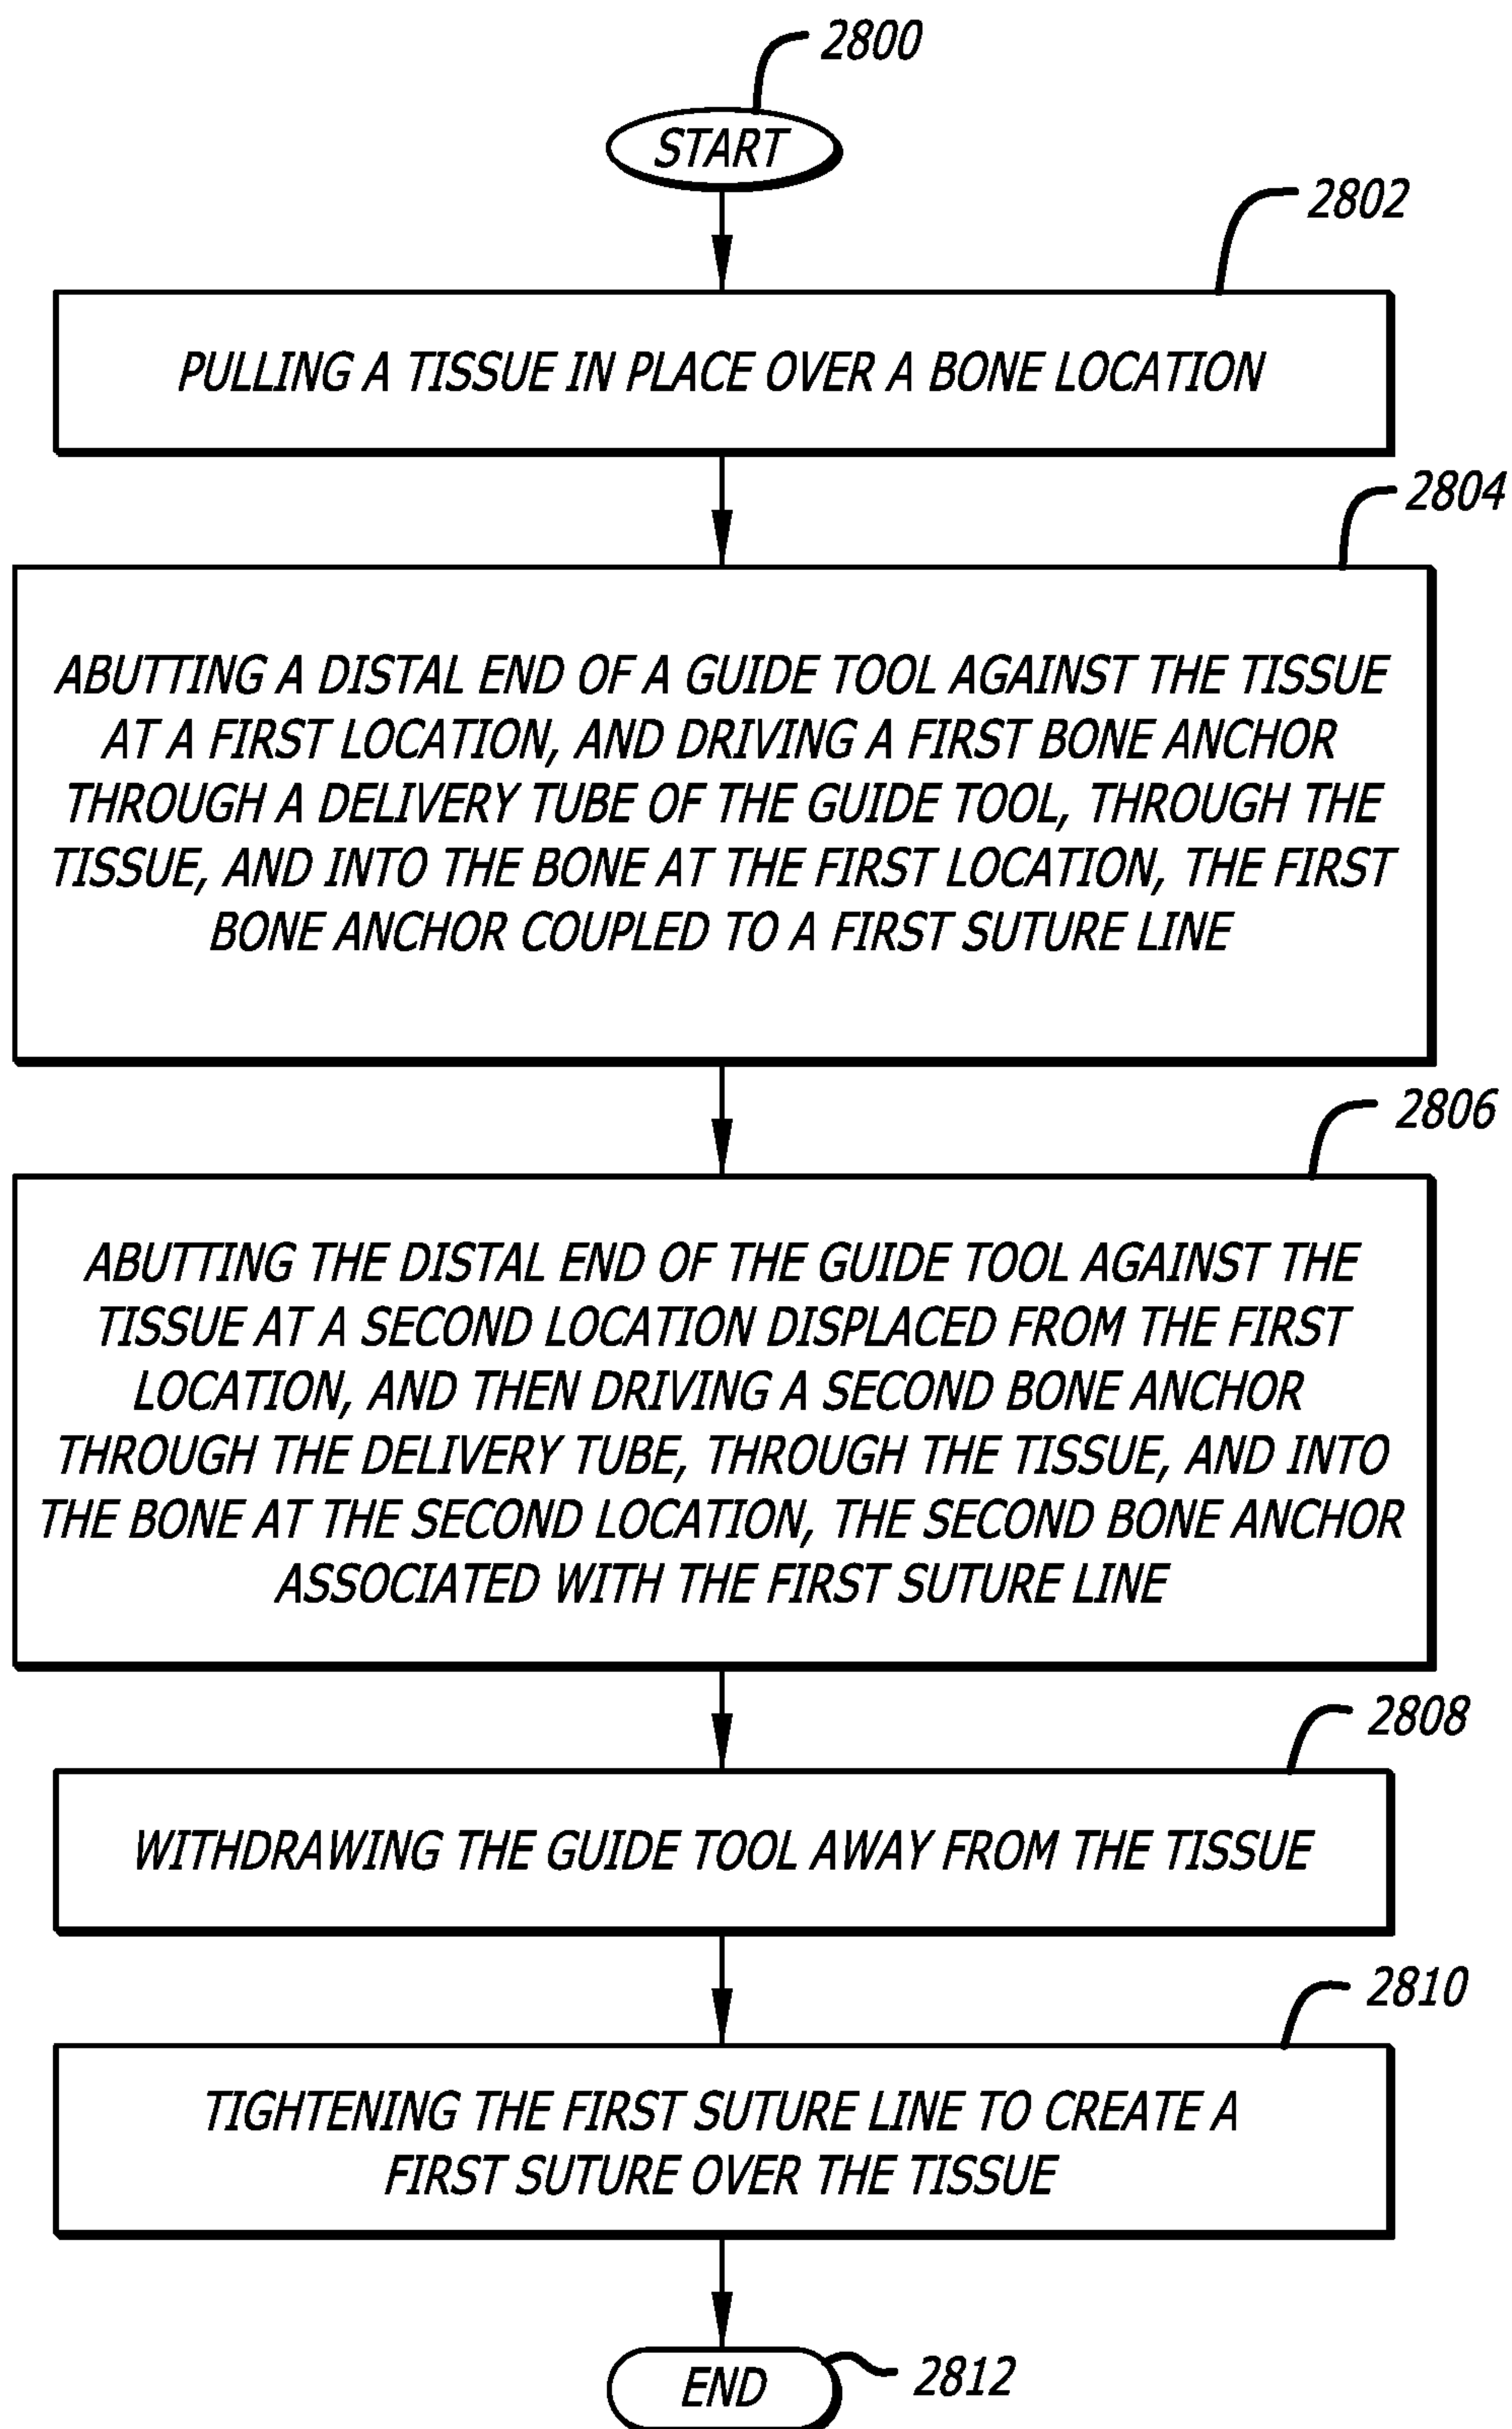 2800
START
2802
PULLING A TISSUE IN PLACE OVER A BONE LOCATION
2804
ABUTTING A DISTAL END OF A GUIDE TOOL AGAINST THE TISSUE
AT A FIRST LOCATION, AND DRIVING A FIRST BONE ANCHOR
THROUGH A DELIVERY TUBE OF THE GUIDE TOOL, THROUGH THE
TISSUE, AND INTO THE BONE AT THE FIRST LOCATION, THE FIRST
BONE ANCHOR COUPLED TO A FIRST SUTURE LINE
2806
ABUTTING THE DISTAL END OF THE GUIDE TOOL AGAINST THE
TISSUE AT A SECOND LOCATION DISPLACED FROM THE FIRST
LOCATION, AND THEN DRIVING A SECOND BONE ANCHOR
THROUGH THE DELIVERY TUBE, THROUGH THE TISSUE, AND INTO
THE BONE AT THE SECOND LOCATION, THE SECOND BONE ANCHOR
ASSOCIATED WITH THE FIRST SUTURE LINE
2808
WITHDRAWING THE GUIDE TOOL AWAY FROM THE TISSUE
2810
TIGHTENING THE FIRST SUTURE LINE TO CREATE A
FIRST SUTURE OVER THE TISSUE
END
2812